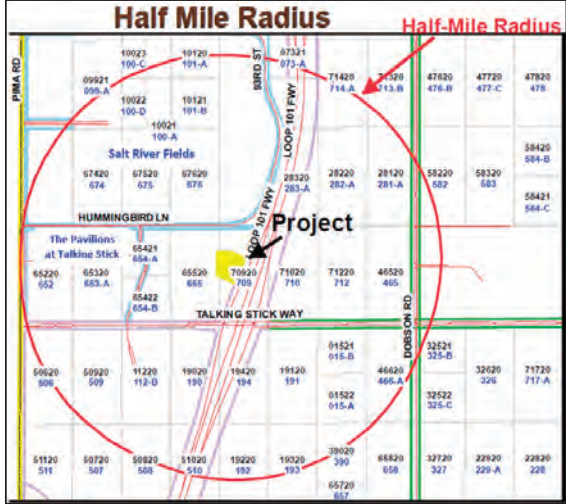 Half Mile Radius
Half-Mile Radius
PIMA RD
93RD ST
LOOP 101 FWY
10023
100-C
10120
101-A
07321
073-A
71420
714-A
71320
713-B
47620
476-B
47720
477-C
47820
478
09921
099-A
10022
100-D
10121
101-B
10021
100-A
58420
584-B
Salt River Fields
67420
674
67520
675
67620
676
28320
283-A
28220
282-A
28120
281-A
58220
582
58320
583
58421
584-C
HUMMINGBIRD LN
LOOP 101 FWY
Project
The Pavilions
at Talking Stick
65421
654-A
65220
652
65320
653-A
65520
655
70920
709
71020
710
71220
712
46520
465
65422
654-B
TALKING STICK WAY
DOBSON RD
01521
015-B
32521
325-B
50620
506
50920
509
11220
112-B
19020
190
19420
194
19120
191
46620
466-A
32620
326
71720
717-A
01522
015-A
32522
325-C
51120
511
50720
507
50820
508
51020
510
19220
192
19320
193
39020
390
65820
658
32720
327
22920
229-A
22820
228
65720
657